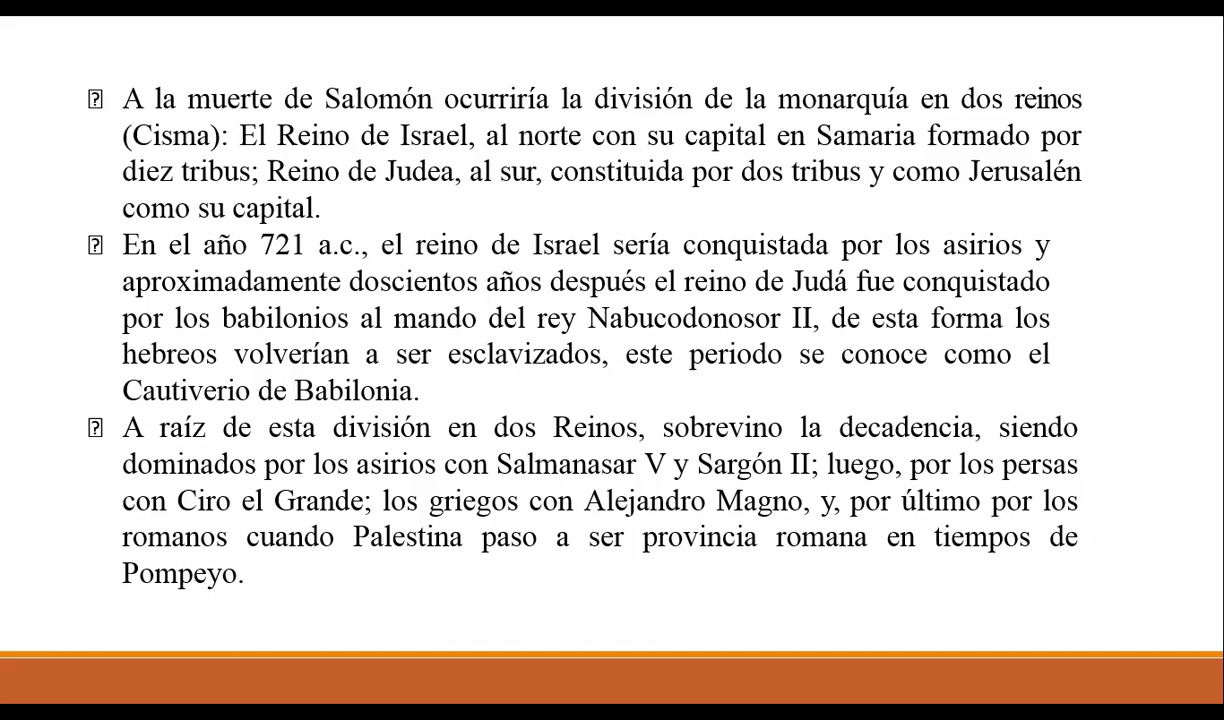 A la muerte de Salomón ocurriría la división de la monarquía en dos reinos
(Cisma): El Reino de Israel, al norte con su capital en Samaria formado por
diez tribus; Reino de Judea, al sur, constituida por dos tribus y como Jerusalén
como su capital.
En el año 721 a.c., el reino de Israel sería conquistada por los asirios y
aproximadamente doscientos años después el reino de Judá fue conquistado
por los babilonios al mando del rey Nabucodonosor II, de esta forma los
hebreos volverían a ser esclavizados, este periodo se conoce como el
Cautiverio de Babilonia.
A raíz de esta división en dos Reinos, sobrevino la decadencia, siendo
dominados por los asirios con Salmanasar V y Sargón II; luego, por los persas
con Ciro el Grande; los griegos con Alejandro Magno, y, por último por los
romanos cuando Palestina paso a ser provincia romana en tiempos de
Pompeyo.